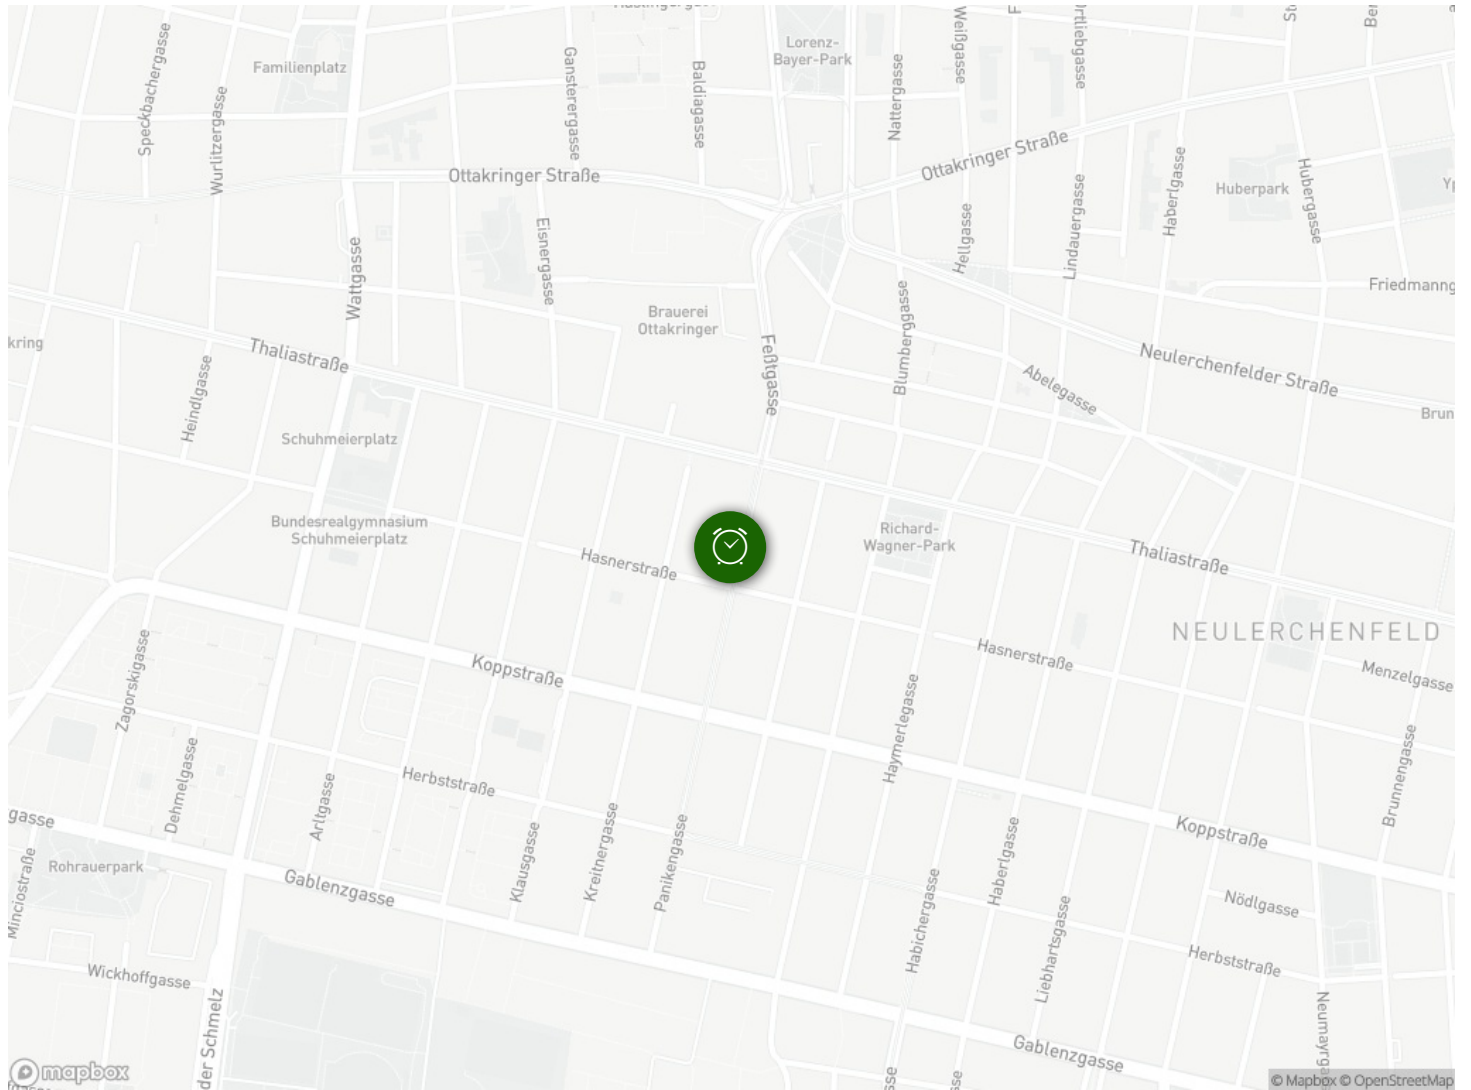 Familienplatz
Speckbachergasse
Wurlitzergasse
Gansterergasse
Baldiagasse
Lorenz-
Bayer-Park
Nattergasse
Weißgasse
Ottakringer Straße
Ottakringer Straße
Huberpark
Hubergasse
Haberlgasse
Lindauergasse
Hellgasse
Eisnergasse
Wattgasse
Brauerei
Ottakringer
Blumberggasse
Friedmanng
kring
Thaliastraße
Heindlgasse
Feßtgasse
Neulerchenfelder Straße
Abelegasse
Brun
Schuhmeierplatz
Bundesrealgymnasium
Schuhmeierplatz
Hasnerstraße
Richard-
Wagner-Park
Thaliastraße
NEULERCHENFELD
Hasnerstraße
Menzelgasse
Zagorskigasse
Koppstraße
Haymerlegasse
Brunnengasse
Dehmelgasse
Arltgasse
Herbststraße
Klausgasse
Kreitnergasse
Panikengasse
Koppstraße
gasse
Rohrauerpark
Minciostraße
Gablenzgasse
Habichergasse
Haberlgasse
Liebhartsgasse
Nödlgasse
Herbststraße
Wickhoffgasse
der Schmelz
Neumayrga
Gablenzgasse
mapbox
© Mapbox © OpenStreetMap